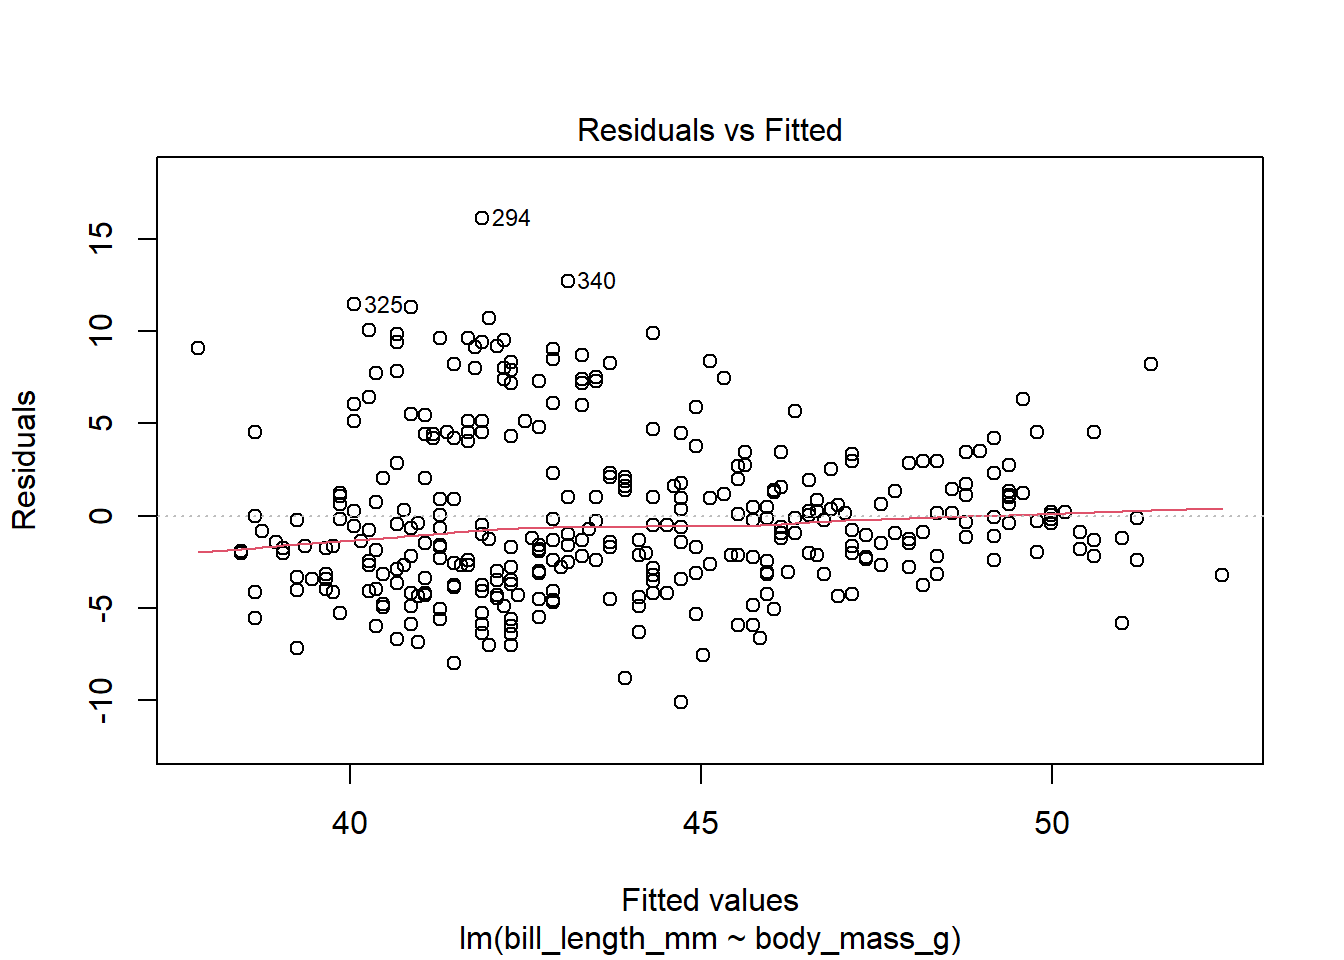 Residuals vs Fitted
Residuals
15
10
5
0
-5
-10
294
340
325
40 45 50
Fitted values
lm(bill_length_mm ~ body_mass_g)